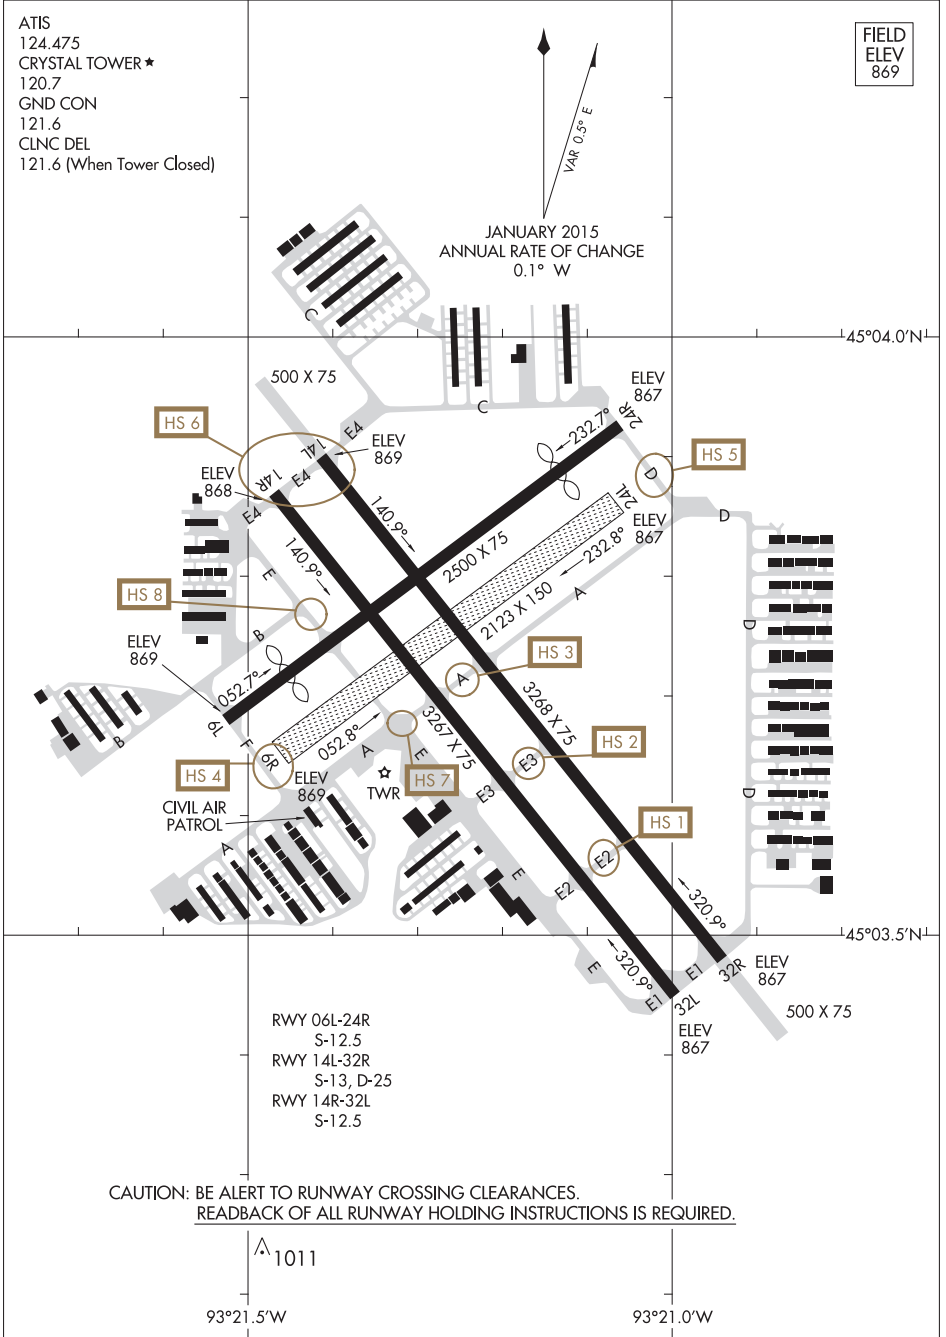 ATIS
124.475
CRYSTAL TOWER★
120.7
GND CON
121.6
CLNC DEL
121.6 (When Tower Closed)
FIELD
ELEV
869
VAR 0.5° E
JANUARY 2015
ANNUAL RATE OF CHANGE
0.1° W
45°04.0'N
C
500 X 75
ELEV
867
24R
C
232.7°
HS 6
E4
14L
ELEV
869
HS 5
ELEV
868
14R
E4
D
E4
24L
ELEV
867
D
140.9°
140.9°
2500 X 75
232.8°
E
2123 X 150
A
HS 8
B
D
ELEV
869
HS 3
052.7°
A
3268 X 75
6L
B
F
6R
052.8°
A
3267 X 75
E
HS 2
E3
HS 4
ELEV
869
TWR
HS 7
E3
D
CIVIL AIR
PATROL
HS 1
A
E2
E
E2
320.9°
45°03.5'N
E
320.9°
E1
32R
ELEV
867
E1
32L
500 X 75
ELEV
867
RWY 06L-24R
S-12.5
RWY 14L-32R
S-13, D-25
RWY 14R-32L
S-12.5
CAUTION: BE ALERT TO RUNWAY CROSSING CLEARANCES.
READBACK OF ALL RUNWAY HOLDING INSTRUCTIONS IS REQUIRED.
1011
93°21.5'W
93°21.0'W